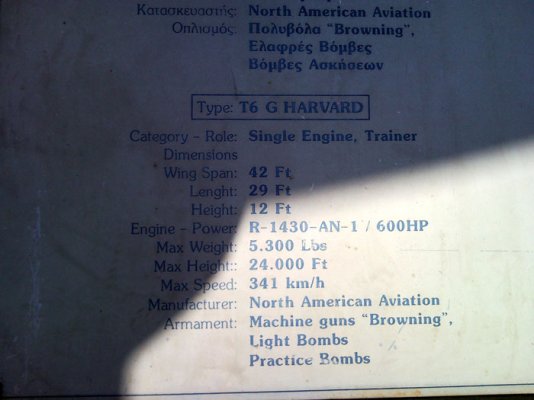 Κατασκευαστής: North American Aviation
Οπλισμός: Πολυβόλα "Browning",
Ελαφρές Βόμβες
Βόμβες Ασκήσεων
Type: T6 G HARVARD
Category - Role: Single Engine, Trainer
Dimensions
Wing Span: 42 Ft
Lenght: 29 Ft
Height: 12 Ft
Engine - Power: R-1430-AN-1 / 600HP
Max Weight: 5.300 Lbs
Max Height:: 24.000 Ft
Max Speed: 341 km/h
Manufacturer: North American Aviation
Armament: Machine guns "Browning",
Light Bombs
Practice Bombs